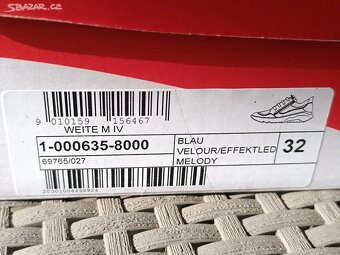 SBAZAR.CZ
9 010159 156467
WEITE M IV
1-000635-8000
69765/027
BLAU
VELOUR/EFFEKTLED
MELODY
32